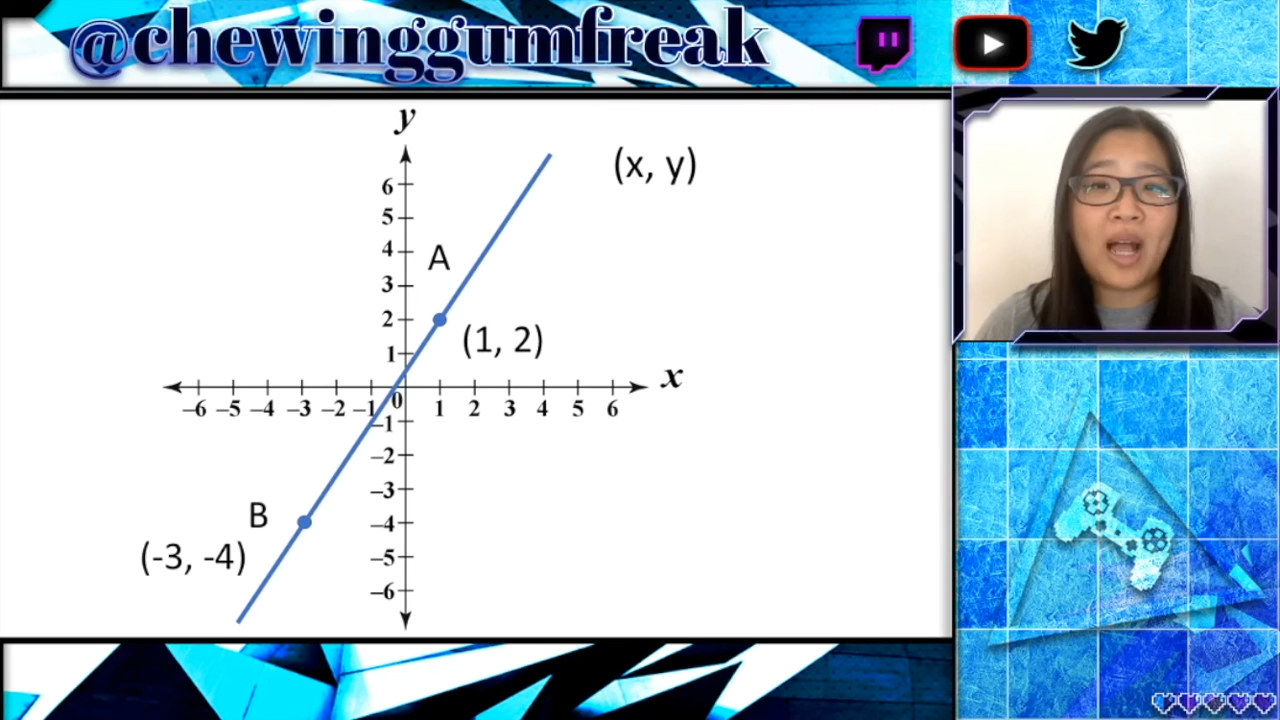 @chewinggumfreak
y
(x, y)
6
5
4
A
3
2
(1, 2)
1
x
–6 –5 –4 –3 –2 –1 0 1 2 3 4 5 6
–1
–2
–3
B
–4
(-3, -4)
–5
–6